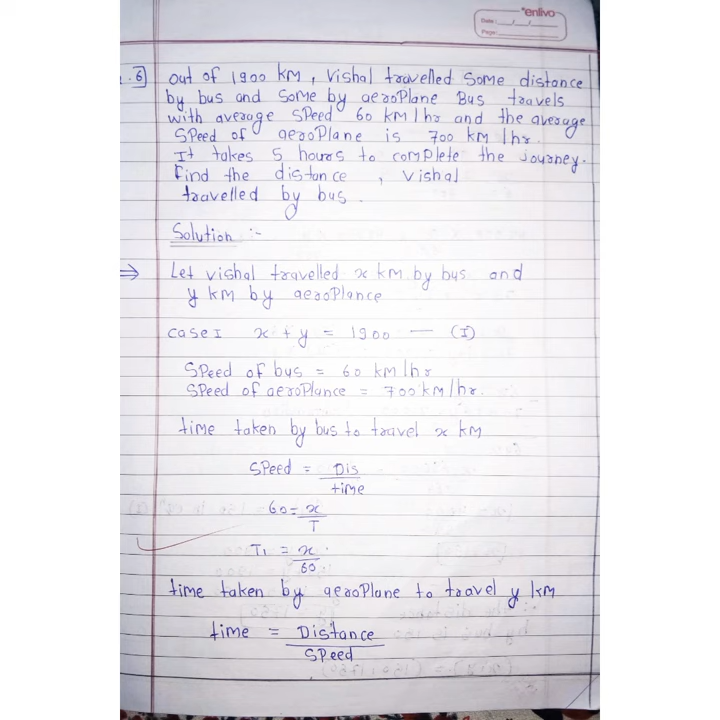 enlivo
Date:
Page:
.6 out of 1900 KM, Vishal travelled Some distance
by bus and Some by aeroPlane Bus travels
with average SPeed 60 km/hr and the average
SPeed of aeroPlane is 700 km/hr.
It takes 5 hours to comPlete the Journey.
find the distance , vishal
travelled by bus.
Solution :-
⇒ Let vishal travelled x km by bus and
y km by aeroPlance
case I x + y = 1900 — (I)
SPeed of bus = 60 km/hr
SPeed of aeroPlance = 700 km/hr.
time taken by bus to travel x km
SPeed = Dis
time
60 = x
T
T1 = x
60
time taken by aeroPlane to travel y km
time = Distance
SPeed